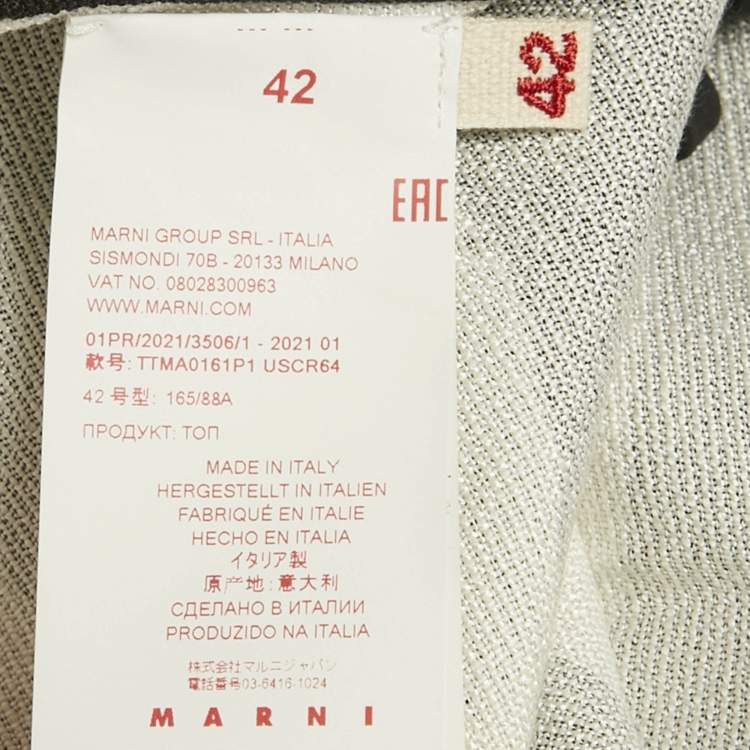 42
42
EAC
MARNI GROUP SRL - ITALIA
SISMONDI 70B - 20133 MILANO
VAT NO. 08028300963
WWW.MARNI.COM
01PR/2021/3506/1 - 2021 01
款号: TTMA0161P1 USCR64
42 号型: 165/88A
ПРОДУКТ: ТОП
MADE IN ITALY
HERGESTELLT IN ITALIEN
FABRIQUÉ EN ITALIE
HECHO EN ITALIA
イタリア製
原产地: 意大利
СДЕЛАНО В ИТАЛИИ
PRODUZIDO NA ITALIA
株式会社マルニジャパン
電話番号03-6416-1024
MARNI